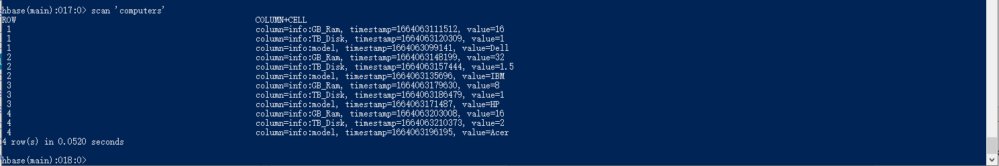 hbase(main):017:0> scan 'computers'
ROW COLUMN+CELL
1 column=info:GB_Ram, timestamp=1664063111512, value=16
1 column=info:TB_Disk, timestamp=1664063120309, value=1
1 column=info:model, timestamp=1664063099141, value=Dell
2 column=info:GB_Ram, timestamp=1664063148199, value=32
2 column=info:TB_Disk, timestamp=1664063157444, value=1.5
2 column=info:model, timestamp=1664063135696, value=IBM
3 column=info:GB_Ram, timestamp=1664063179630, value=8
3 column=info:TB_Disk, timestamp=1664063186479, value=1
3 column=info:model, timestamp=1664063171487, value=HP
4 column=info:GB_Ram, timestamp=1664063203008, value=16
4 column=info:TB_Disk, timestamp=1664063210373, value=2
4 column=info:model, timestamp=1664063196195, value=Acer
4 row(s) in 0.0520 seconds
hbase(main):018:0>